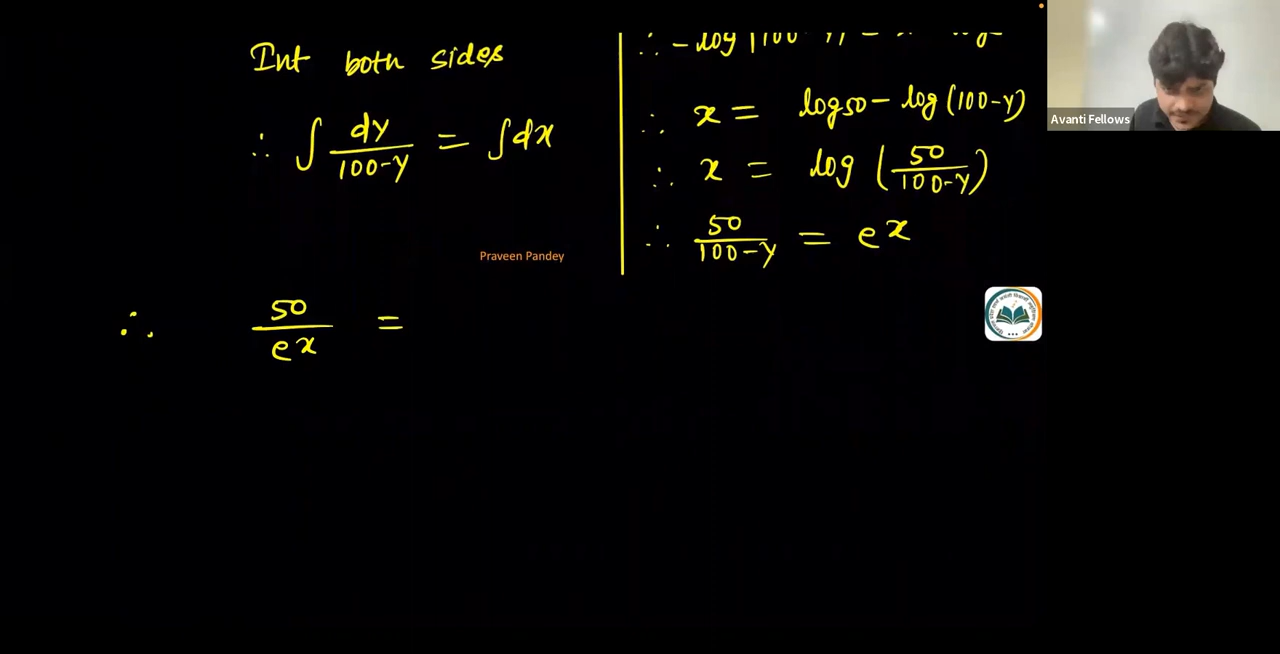 Int both sides
∴ ∫ dy/(100-y) = ∫dx
∴ x = log50 - log(100-y)
∴ x = log(50/(100-y))
∴ 50/(100-y) = e^x
∴ 50/e^x =
Praveen Pandey
Avanti Fellows